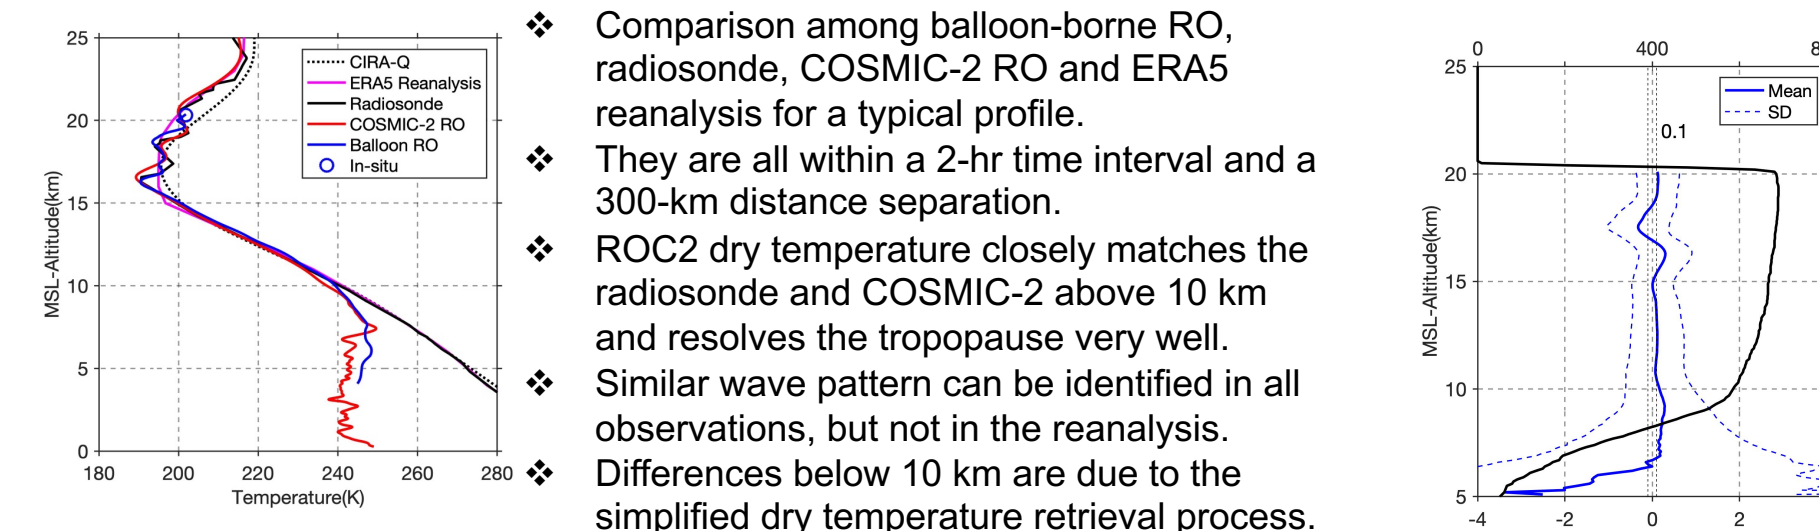 25
20
15
10
5
0
180
200
220
240
260
280
MSL-Altitude(km)
Temperature(K)
CIRA-Q
ERA5 Reanalysis
Radiosonde
COSMIC-2 RO
Balloon RO
In-situ
❖ Comparison among balloon-borne RO,
radiosonde, COSMIC-2 RO and ERA5
reanalysis for a typical profile.
❖ They are all within a 2-hr time interval and a
300-km distance separation.
❖ ROC2 dry temperature closely matches the
radiosonde and COSMIC-2 above 10 km
and resolves the tropopause very well.
❖ Similar wave pattern can be identified in all
observations, but not in the reanalysis.
❖ Differences below 10 km are due to the
simplified dry temperature retrieval process.
0
400
8
25
20
15
10
5
MSL-Altitude(km)
Mean
SD
0.1
-4
-2
0
2